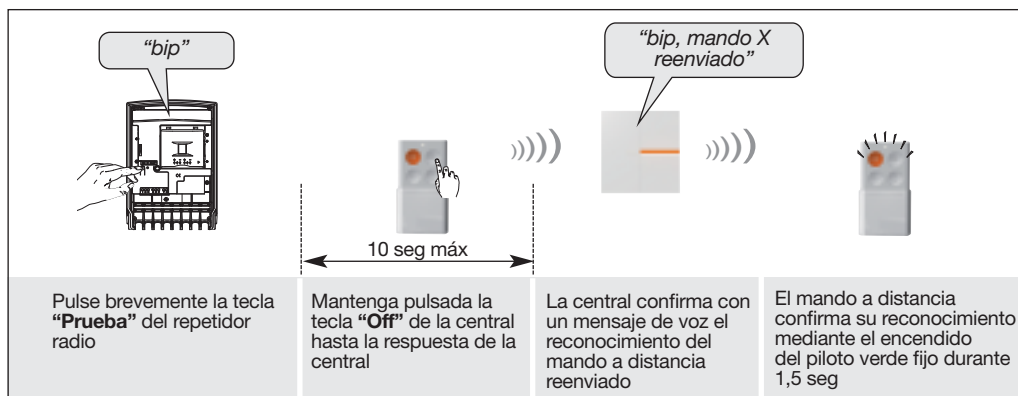 “bip”
“bip, mando X
reenviado”
10 seg máx
Pulse brevemente la tecla
“Prueba” del repetidor
radio
Mantenga pulsada la
tecla “Off” de la central
hasta la respuesta de la
central
La central confirma con
un mensaje de voz el
reconocimiento del
mando a distancia
reenviado
El mando a distancia
confirma su reconocimiento
mediante el encendido
del piloto verde fijo durante
1,5 seg